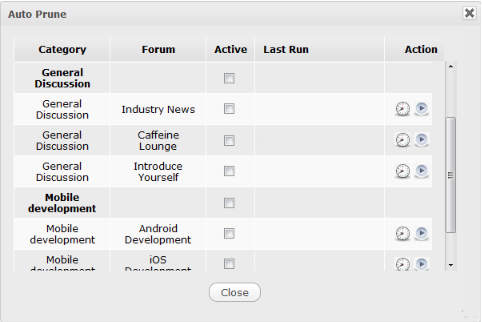 Auto Prune
Category Forum Active Last Run Action
General
Discussion
General
Discussion
Industry News
General
Discussion
Caffeine
Lounge
General
Discussion
Introduce
Yourself
Mobile
development
Mobile
development
Android
Development
Mobile
development
iOS
Development
Close